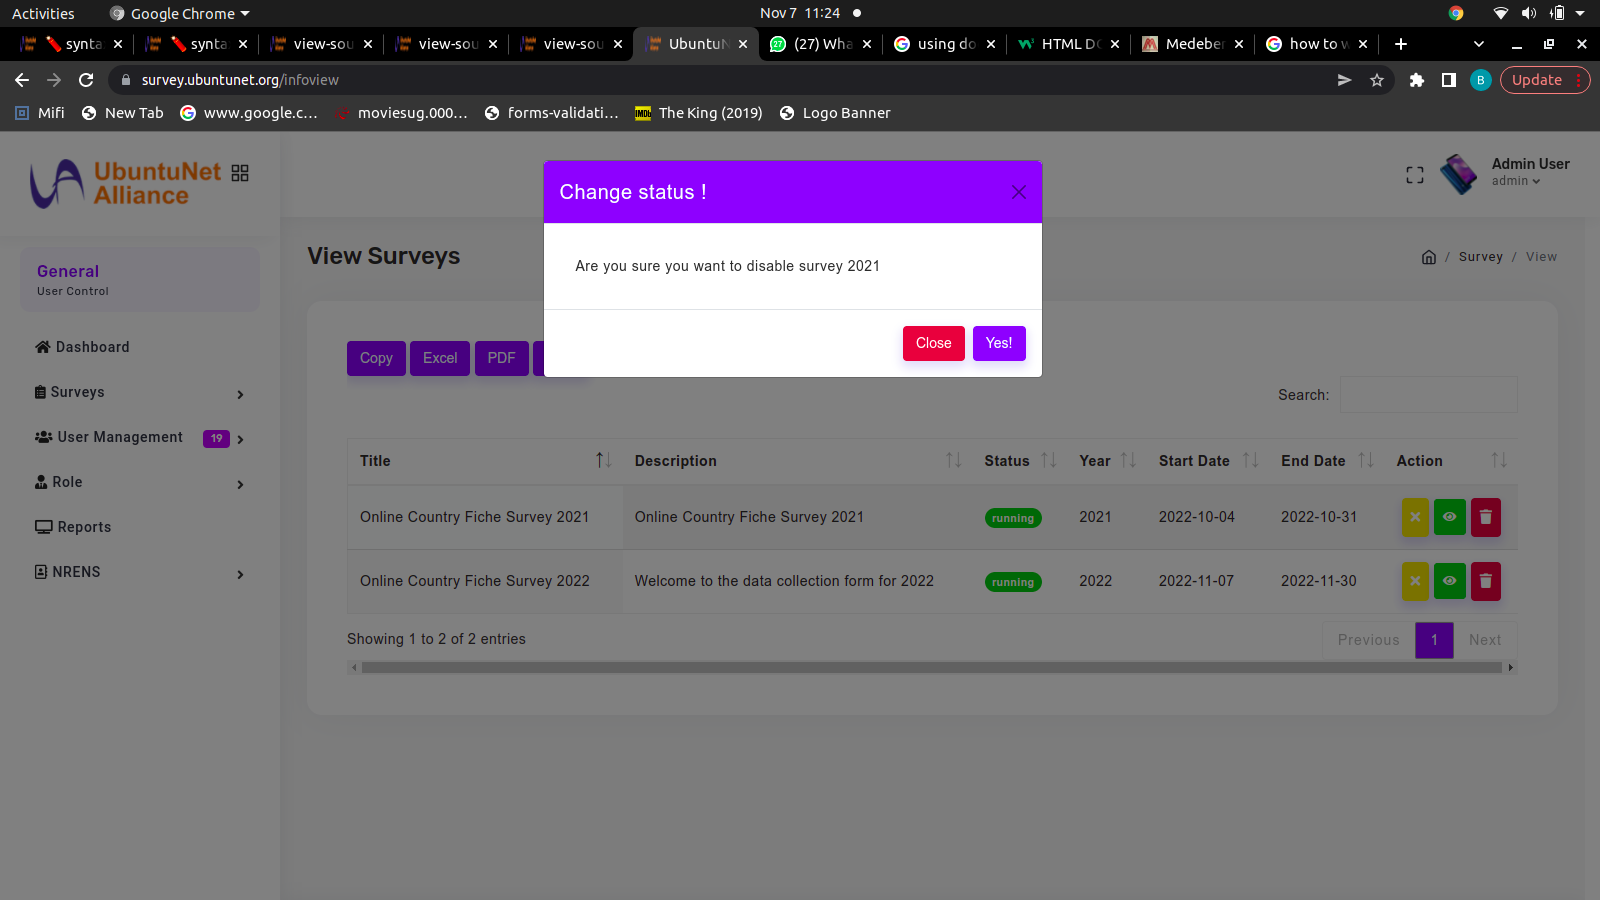 Activities Google Chrome Nov 7 11:24
synta view-sou view-sou view-sou UbuntuN (27) Wha using do HTML DO Medeber how to w
survey.ubuntunet.org/infoview B Update
Mifi New Tab www.google.c... moviesug.000... forms-validati... The King (2019) Logo Banner
UbuntuNet
Alliance
Admin User
admin
Change status !
Are you sure you want to disable survey 2021
Close Yes!
General
User Control
Dashboard
Surveys
User Management 19
Role
Reports
NRENS
View Surveys
/ Survey / View
Copy Excel PDF
Search:
Title Description Status Year Start Date End Date Action
Online Country Fiche Survey 2021 Online Country Fiche Survey 2021 running 2021 2022-10-04 2022-10-31
Online Country Fiche Survey 2022 Welcome to the data collection form for 2022 running 2022 2022-11-07 2022-11-30
Showing 1 to 2 of 2 entries
Previous 1 Next